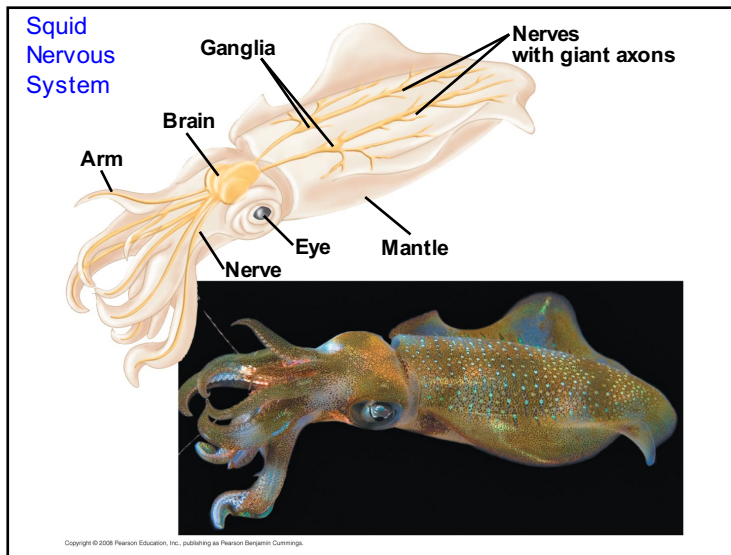 Squid
Nervous
System
Ganglia
Nerves
with giant axons
Brain
Arm
Eye
Mantle
Nerve
Copyright © 2008 Pearson Education, Inc., publishing as Pearson Benjamin Cummings.